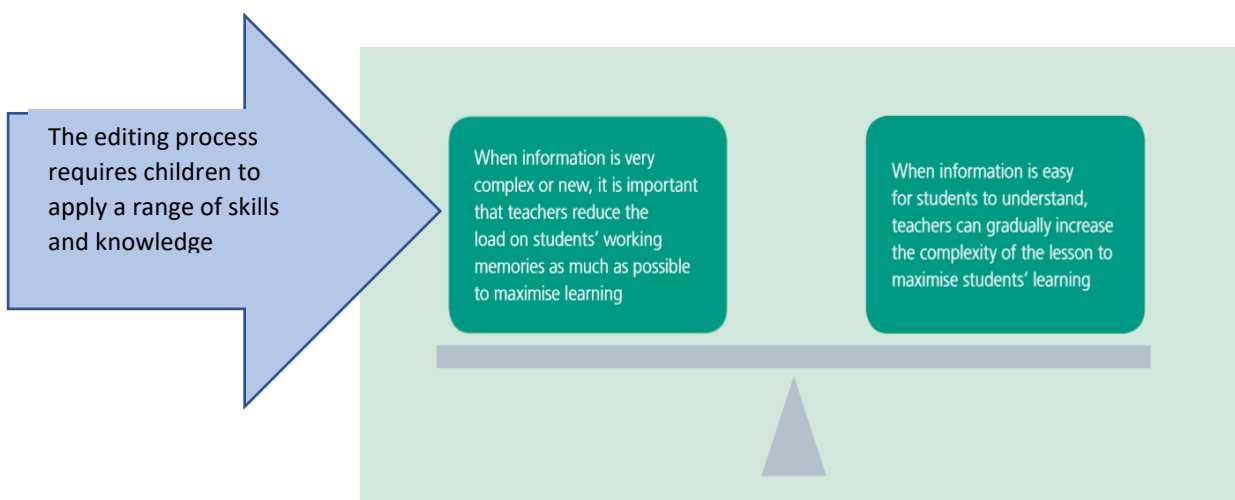 The editing process
requires children to
apply a range of skills
and knowledge
When information is very
complex or new, it is important
that teachers reduce the
load on students’ working
memories as much as possible
to maximise learning
When information is easy
for students to understand,
teachers can gradually increase
the complexity of the lesson to
maximise students’ learning